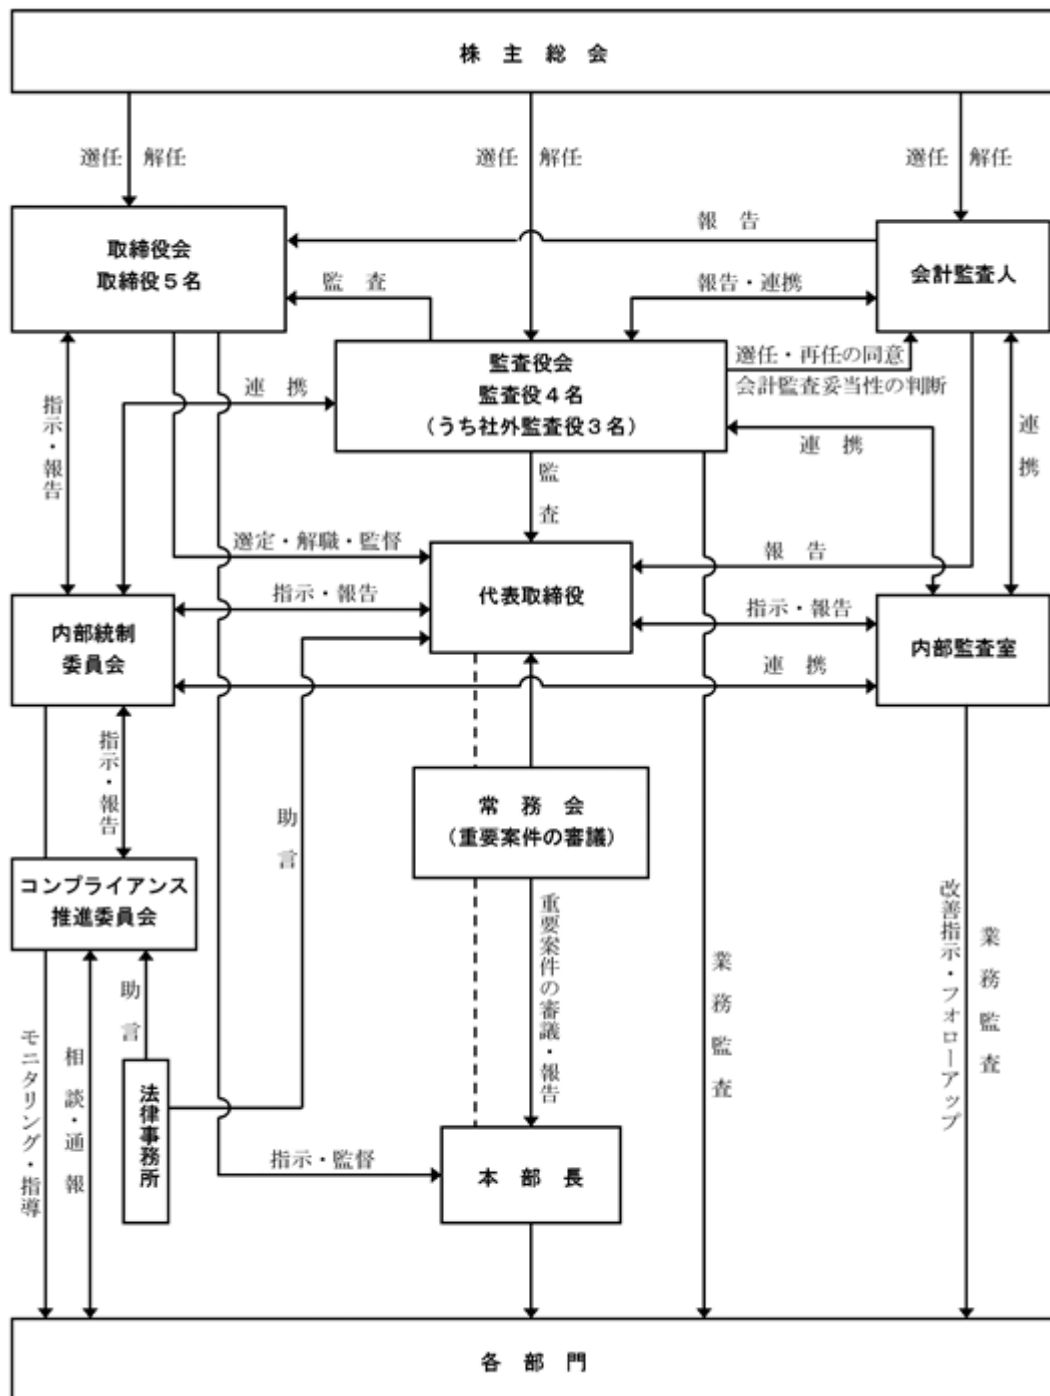 株　主　総　会
選任　解任
選任　解任
選任　解任
取締役会
取締役５名
報　告
会計監査人
監　査
報告・連携
監査役会
監査役４名
（うち社外監査役３名）
選任・再任の同意
会計監査妥当性の判断
連　携
指示・報告
連　携
連　携
監　査
選定・解職・監督
報　告
代表取締役
指示・報告
指示・報告
内部統制
委員会
内部監査室
連　携
指示・報告
常　務　会
（重要案件の審議）
助　言
コンプライアンス
推進委員会
重要案件の審議・報告
業　務　監　査
改善指示・フォローアップ
業　務　監　査
助　言
モニタリング・指導
相　談・通　報
法律事務所
指示・監督
本　部　長
各　部　門